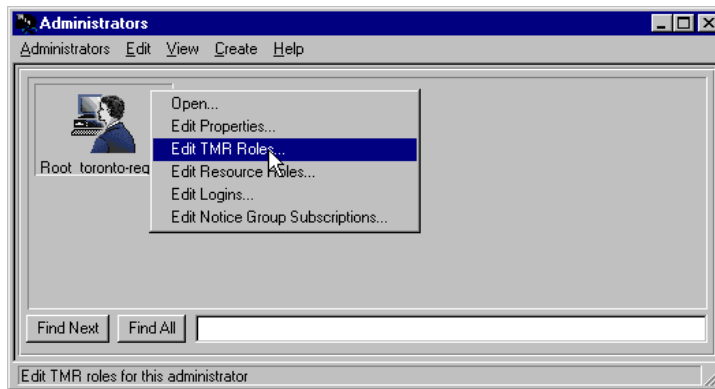 Administrators
Administrators Edit View Create Help
Open...
Edit Properties...
Edit TMR Roles...
Root_toronto-reg
Edit Resource Roles...
Edit Logins...
Edit Notice Group Subscriptions...
Find Next Find All
Edit TMR roles for this administrator